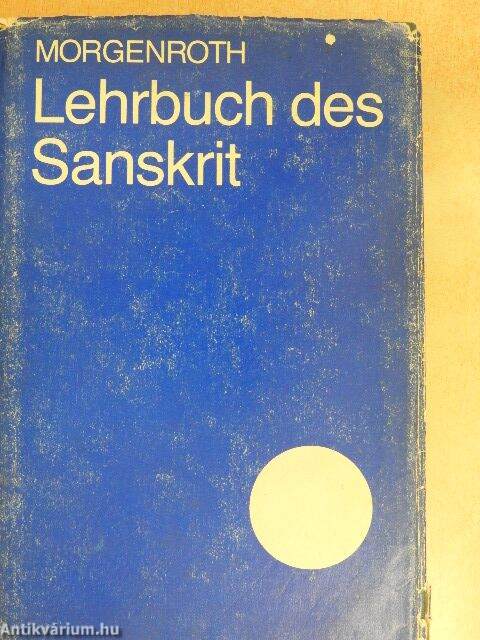 MORGENROTH
Lehrbuch des
Sanskrit
Antikvárium.hu